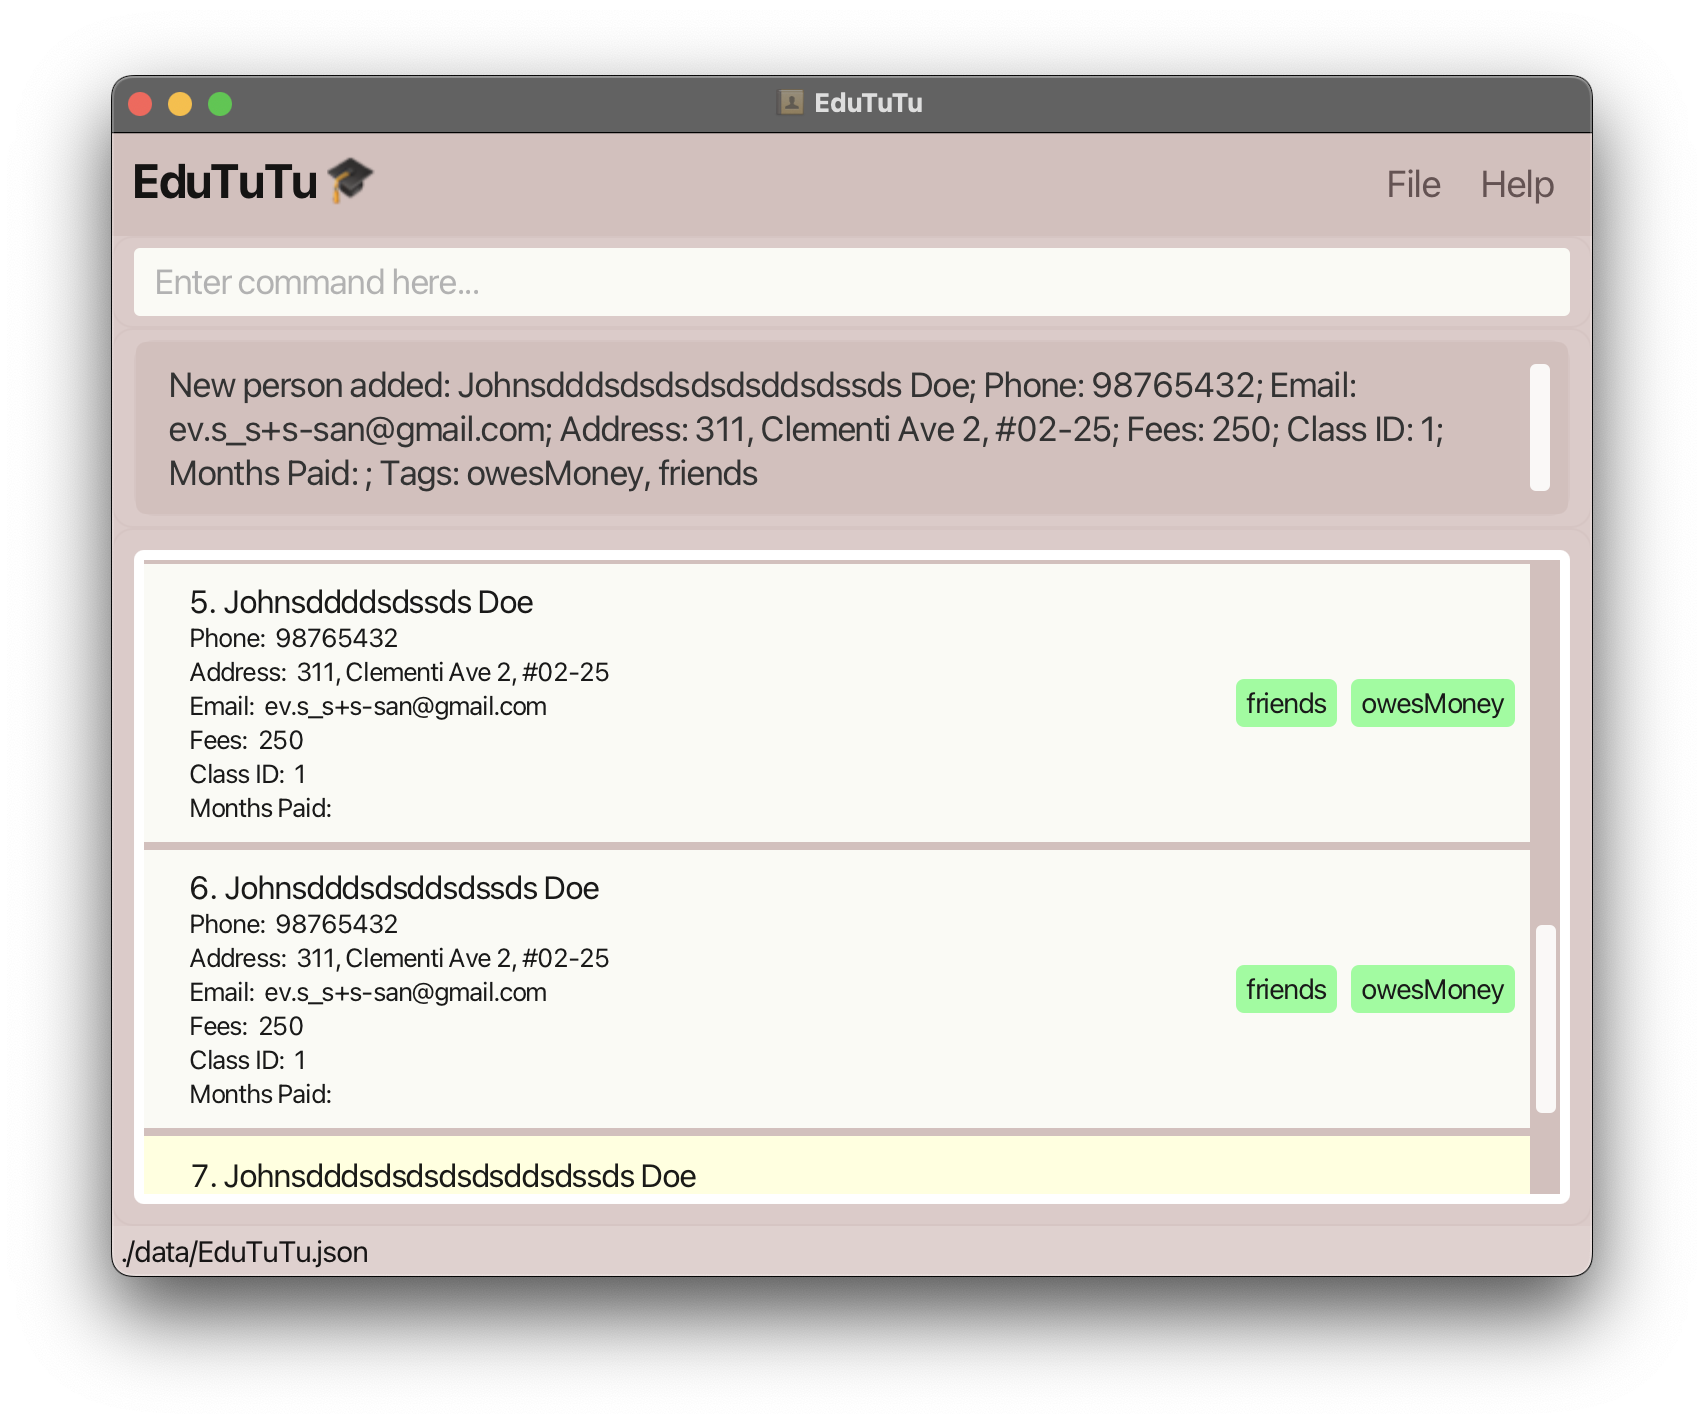 EduTuTu
EduTuTu
File Help
Enter command here...
New person added: Johnsdddsdsdsdsdsddsdssds Doe; Phone: 98765432; Email:
ev.s_s+s-san@gmail.com; Address: 311, Clementi Ave 2, #02-25; Fees: 250; Class ID: 1;
Months Paid: ; Tags: owesMoney, friends
5. Johnsddddsdssds Doe
Phone: 98765432
Address: 311, Clementi Ave 2, #02-25
Email: ev.s_s+s-san@gmail.com
Fees: 250
Class ID: 1
Months Paid:
friends owesMoney
6. Johnsdddsdsddsdssds Doe
Phone: 98765432
Address: 311, Clementi Ave 2, #02-25
Email: ev.s_s+s-san@gmail.com
Fees: 250
Class ID: 1
Months Paid:
friends owesMoney
7. Johnsdddsdsdsdsdsddsdssds Doe
./data/EduTuTu.json